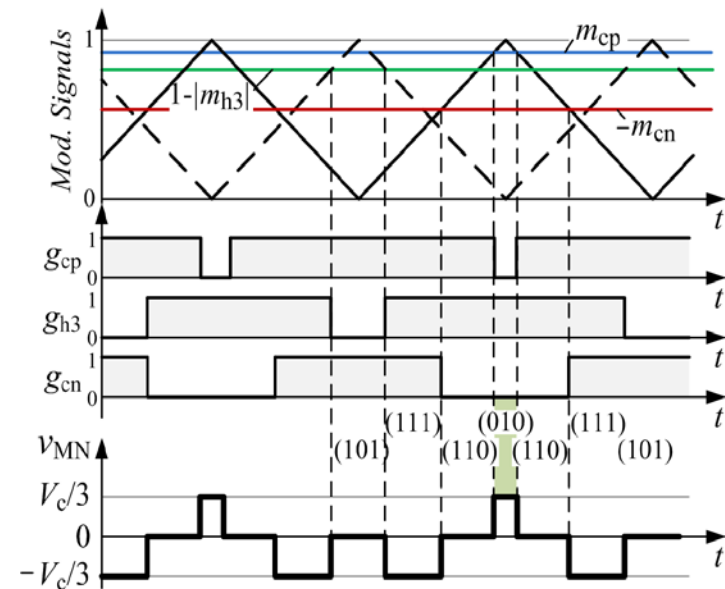 Mod. Signals
1
0
m_cp
1-|m_h3|
-m_cn
t
g_cp
1
0
t
g_h3
1
0
t
g_cn
1
0
t
(111) (010) (111)
(101) (110) (110) (101)
v_MN
V_c/3
0
t
-V_c/3